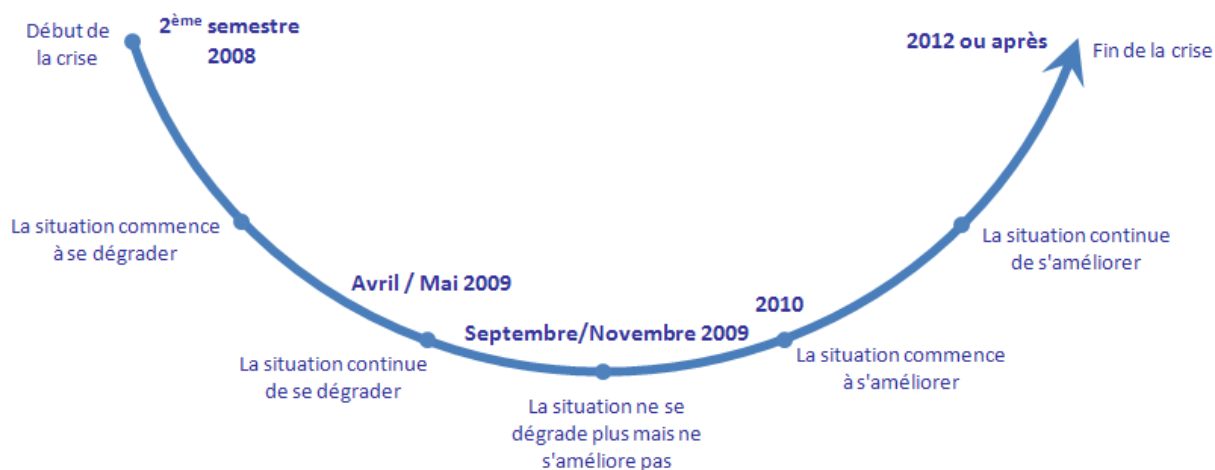 Début de
la crise
2ème semestre
2008
2012 ou après
Fin de la crise
La situation commence
à se dégrader
La situation continue
de s'améliorer
Avril / Mai 2009
Septembre/Novembre 2009
2010
La situation continue
de se dégrader
La situation commence
à s'améliorer
La situation ne se
dégrade plus mais ne
s'améliore pas